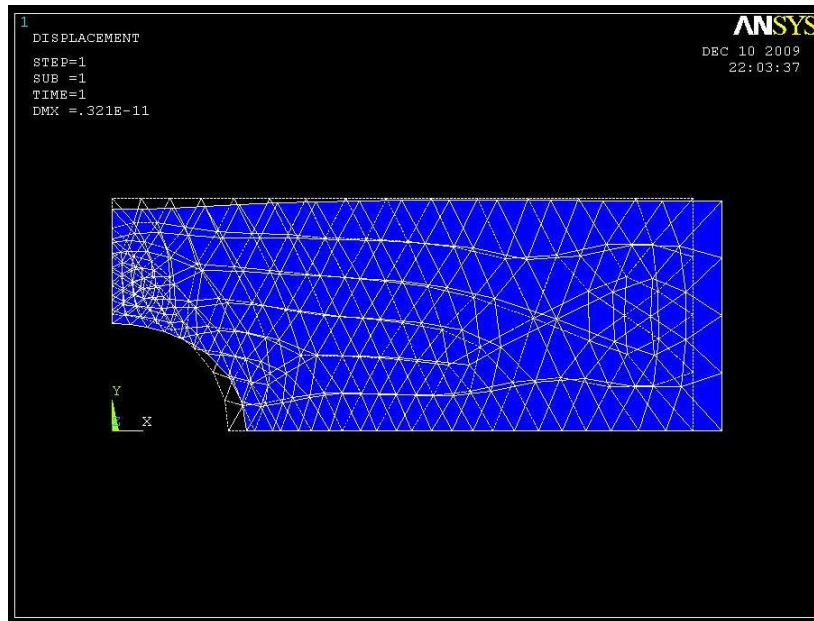 1
DISPLACEMENT
STEP=1
SUB =1
TIME=1
DMX =.321E-11
ANSYS
DEC 10 2009
22:03:37
Y
Z X